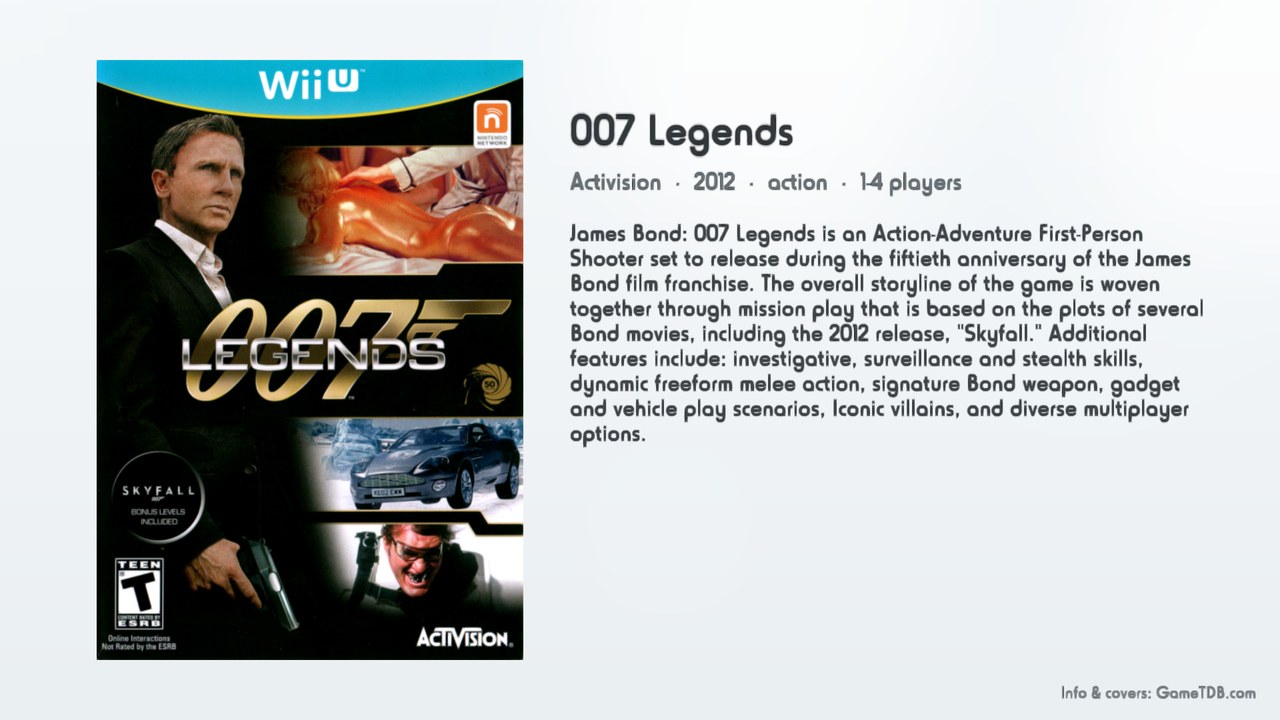 Wii U™
NINTENDO
NETWORK
007
LEGENDS
50
SKYFALL
007
BONUS LEVELS
INCLUDED
TEEN
T
CONTENT RATED BY
ESRB
Online Interactions
Not Rated by the ESRB
ACTIVISION®
007 Legends
Activision · 2012 · action · 1-4 players
James Bond: 007 Legends is an Action-Adventure First-Person
Shooter set to release during the fiftieth anniversary of the James
Bond film franchise. The overall storyline of the game is woven
together through mission play that is based on the plots of several
Bond movies, including the 2012 release, "Skyfall." Additional
features include: investigative, surveillance and stealth skills,
dynamic freeform melee action, signature Bond weapon, gadget
and vehicle play scenarios, Iconic villains, and diverse multiplayer
options.
Info & covers: GameTDB.com